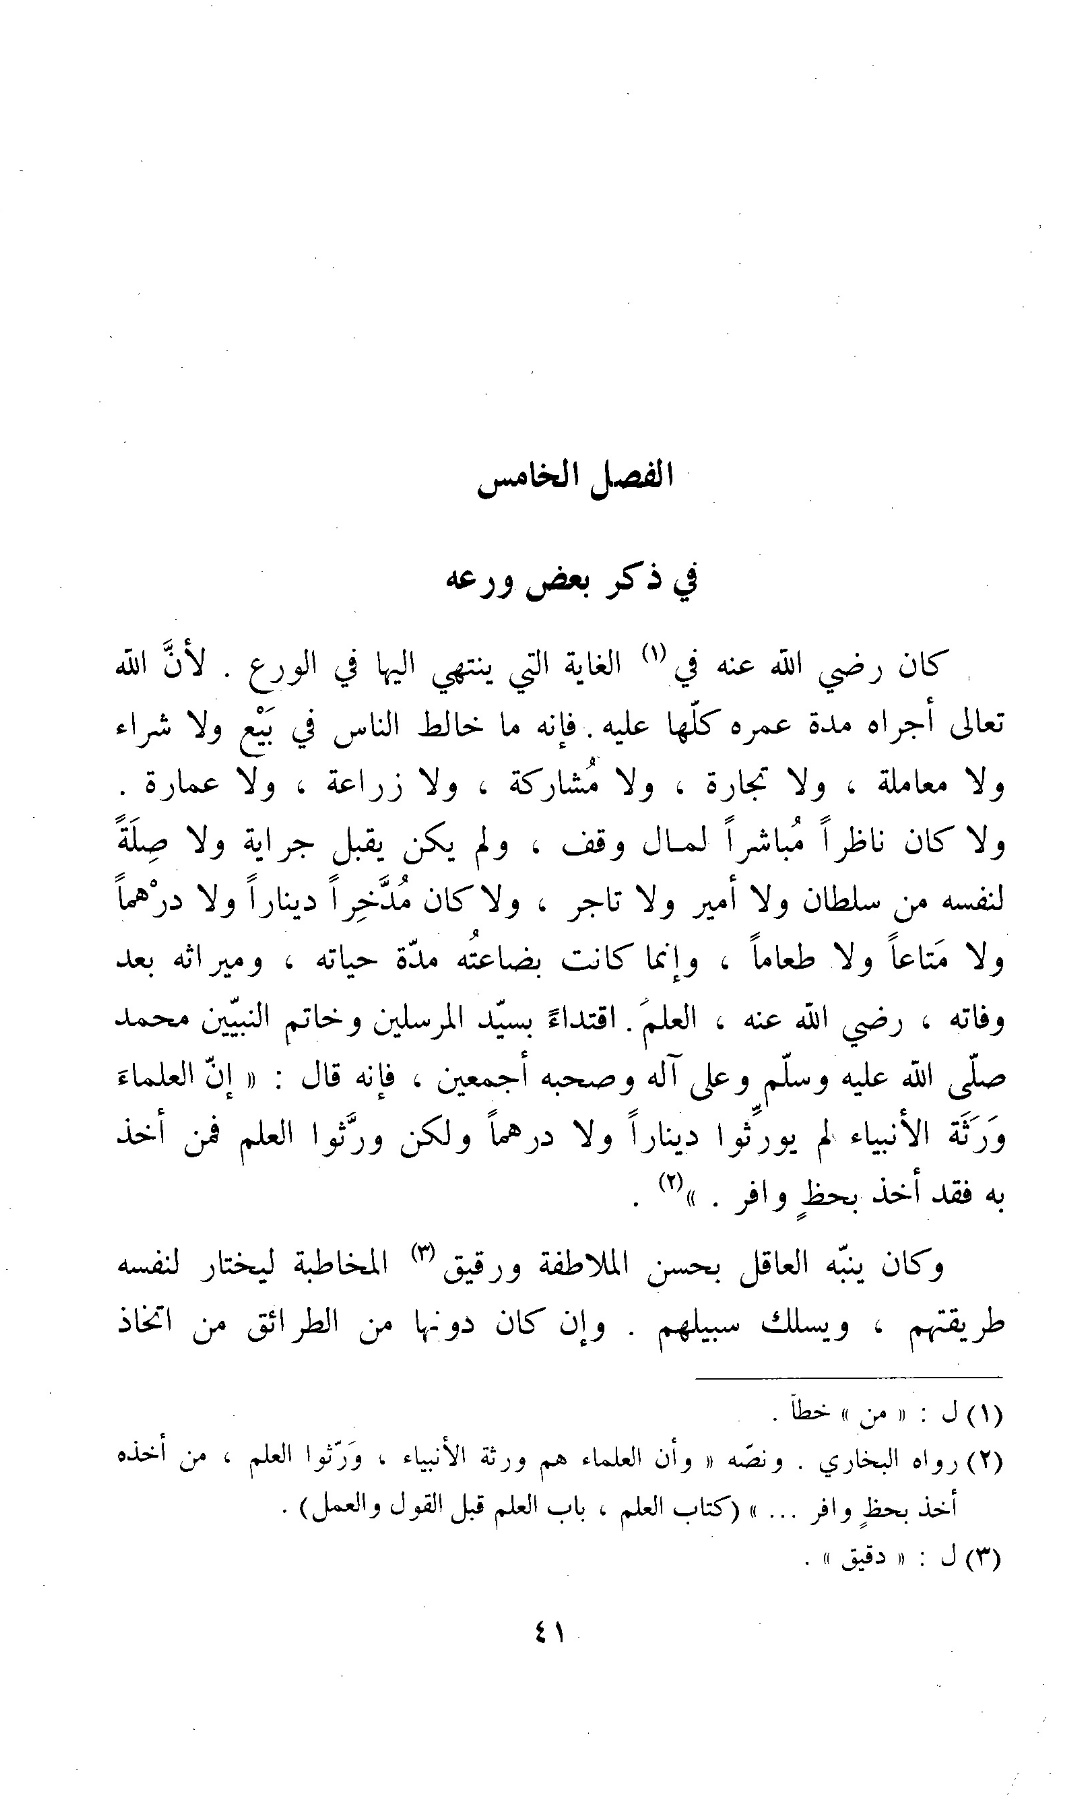 الفصل الخامس
في ذكر بعض ورعه
كان رضي الله عنه في(١) الغاية التي ينتهي اليها في الورع . لأنَّ الله
تعالى أجراه مدة عمره كلّها عليه . فإنه ما خالط الناس في بَيْع ولا شراء
ولا معاملة ، ولا تجارة ، ولا مُشاركة ، ولا زراعة ، ولا عمارة .
ولا كان ناظراً مُباشراً لمال وقف ، ولم يكن يقبل جراية ولا صِلَةً
لنفسه من سلطان ولا أمير ولا تاجر ، ولا كان مُدَّخِراً ديناراً ولا درْهماً
ولا مَتاعاً ولا طعاماً ، وإنما كانت بضاعتُه مدّة حياته ، وميراثه بعد
وفاته ، رضي الله عنه ، العلمَ . اقتداءً بسيّد المرسلين وخاتم النبيّين محمد
صلّى الله عليه وسلّم وعلى آله وصحبه أجمعين ، فإنه قال : « إنّ العلماءَ
وَرَثَة الأنبياء لم يورِّثوا ديناراً ولا درهماً ولكن ورَّثوا العلم فمن أخذ
به فقد أخذ بحظٍ وافر . »(٢) .
وكان ينبّه العاقل بحسن الملاطفة ورقيق(٣) المخاطبة ليختار لنفسه
طريقتهم ، ويسلك سبيلهم . وإن كان دونها من الطرائق من اتخاذ
(١) ل : « من » خطأ .
(٢) رواه البخاري . ونصّه « وأن العلماء هم ورثة الأنبياء ، وَرّثوا العلم ، من أخذه
أخذ بحظٍ وافر ... » (كتاب العلم ، باب العلم قبل القول والعمل) .
(٣) ل : « دقيق » .
٤١